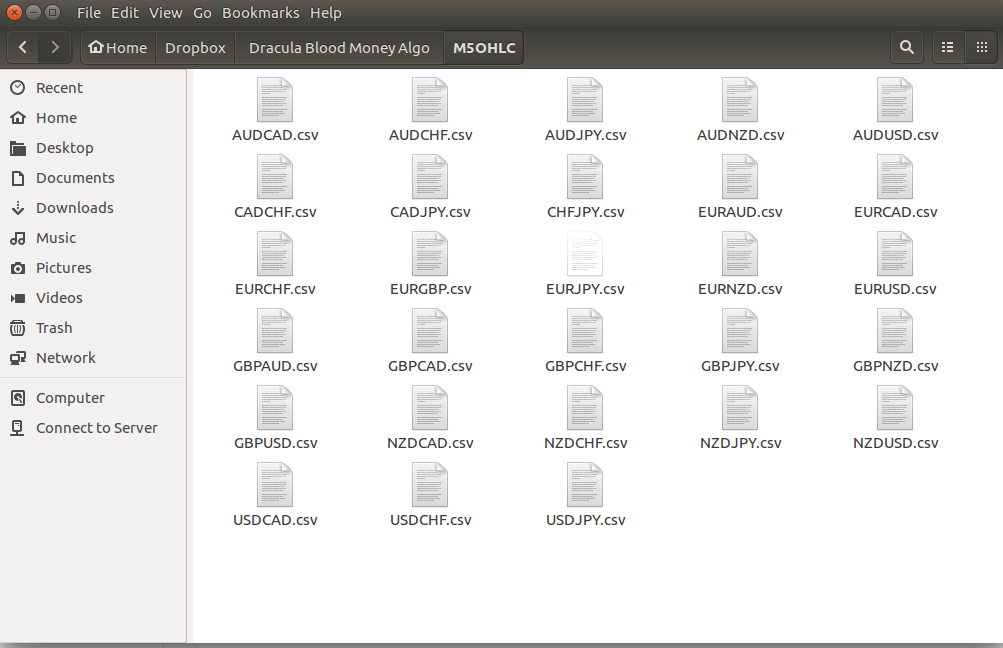 File Edit View Go Bookmarks Help
Home Dropbox Dracula Blood Money Algo M5OHLC
Recent
Home
Desktop
Documents
Downloads
Music
Pictures
Videos
Trash
Network
Computer
Connect to Server
AUDCAD.csv AUDCHF.csv AUDJPY.csv AUDNZD.csv AUDUSD.csv
CADCHF.csv CADJPY.csv CHFJPY.csv EURAUD.csv EURCAD.csv
EURCHF.csv EURGBP.csv EURJPY.csv EURNZD.csv EURUSD.csv
GBPAUD.csv GBPCAD.csv GBPCHF.csv GBPJPY.csv GBPNZD.csv
GBPUSD.csv NZDCAD.csv NZDCHF.csv NZDJPY.csv NZDUSD.csv
USDCAD.csv USDCHF.csv USDJPY.csv